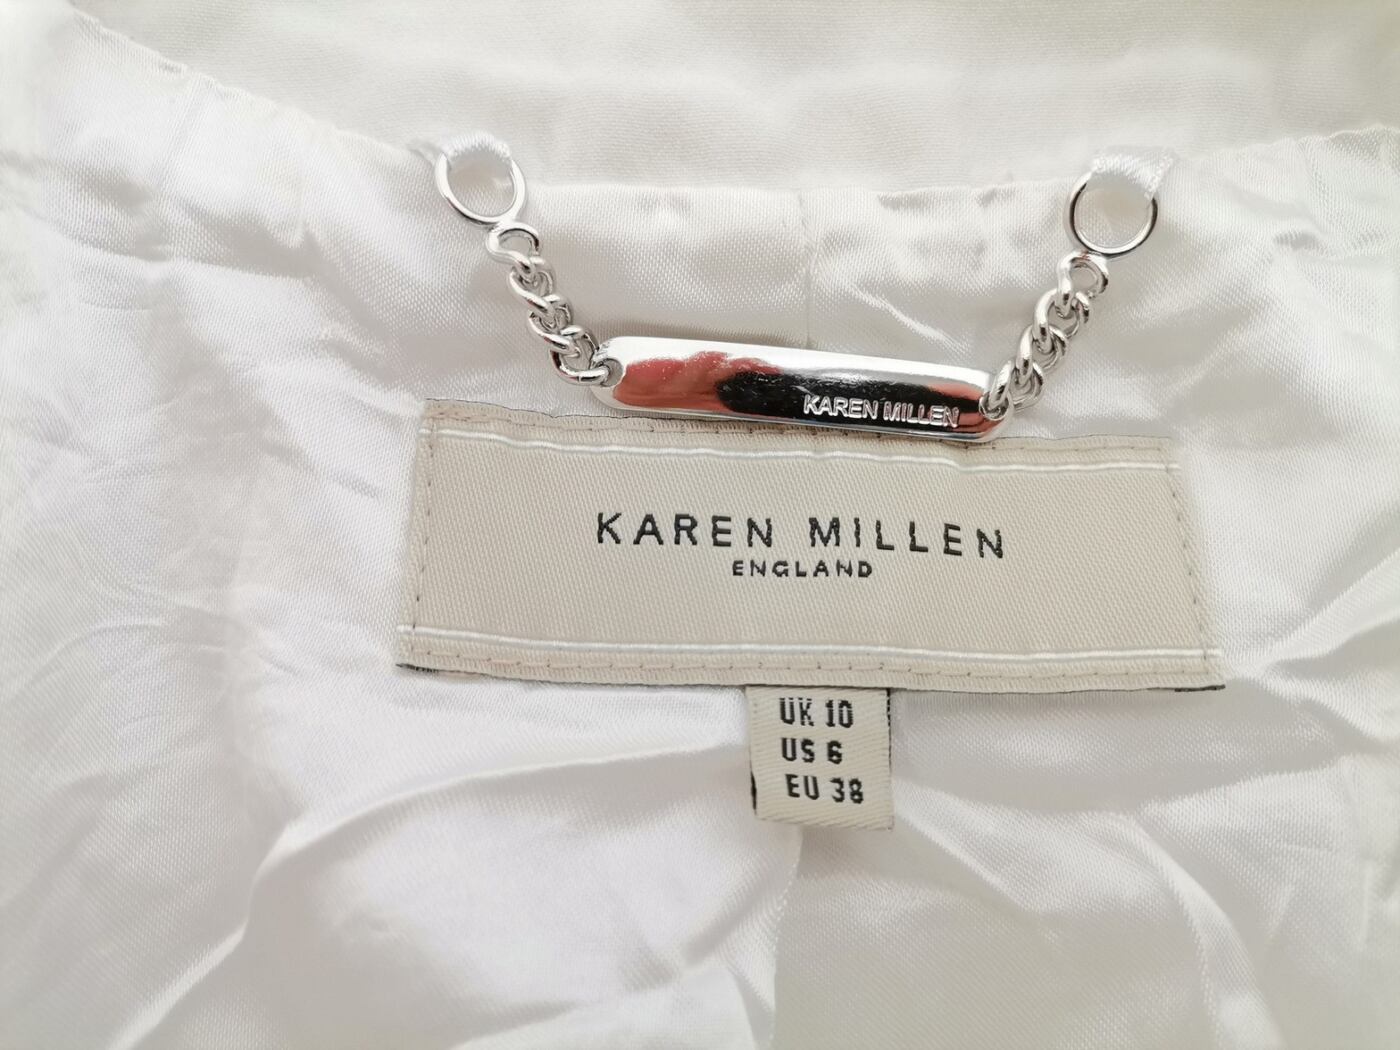 KAREN MILLEN
KAREN MILLEN
ENGLAND
UK 10
US 6
EU 38